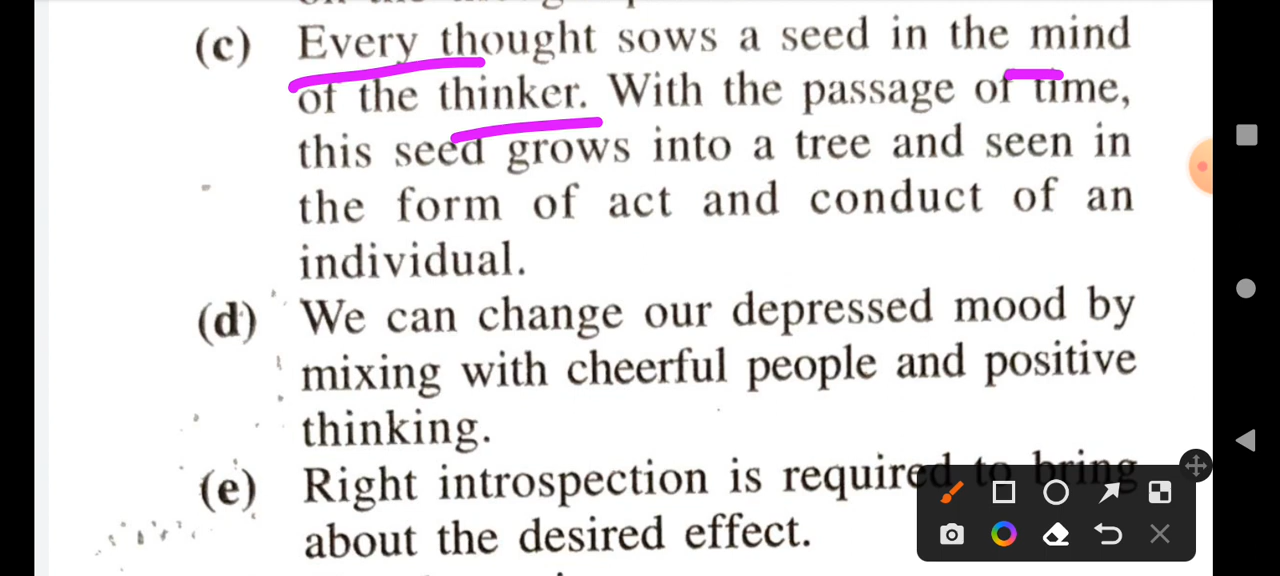 (c) Every thought sows a seed in the mind
of the thinker. With the passage of time,
this seed grows into a tree and seen in
the form of act and conduct of an
individual.
(d) We can change our depressed mood by
mixing with cheerful people and positive
thinking.
(e) Right introspection is required to bring
about the desired effect.